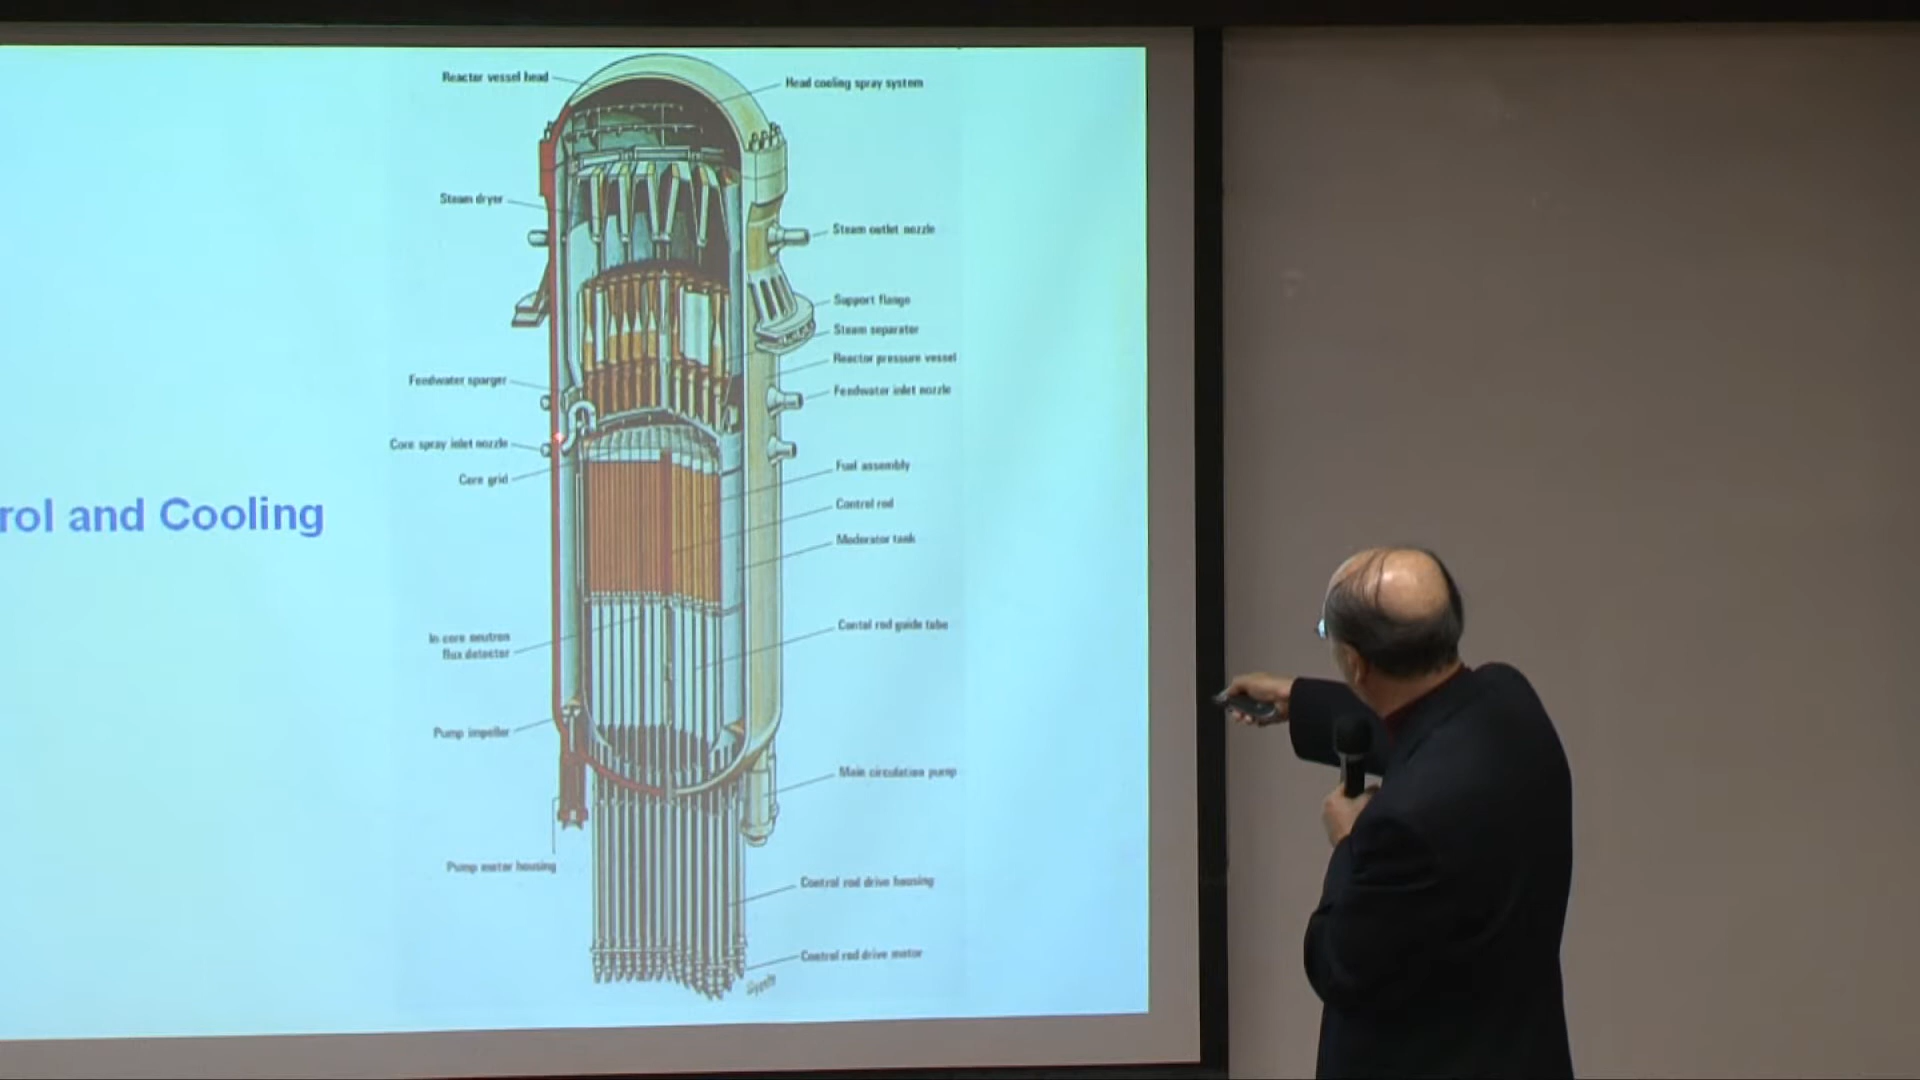 Reactor vessel head
Head cooling spray system
Steam dryer
Steam outlet nozzle
Support flange
Steam separator
Reactor pressure vessel
Feedwater sparger
Feedwater inlet nozzle
Core spray inlet nozzle
Fuel assembly
Core grid
Control rod
rol and Cooling
Moderator tank
Contal rod guide tube
In core neutron
flux detector
Pump impeller
Main circulation pump
Pump motor housing
Control rod drive housing
Control rod drive motor